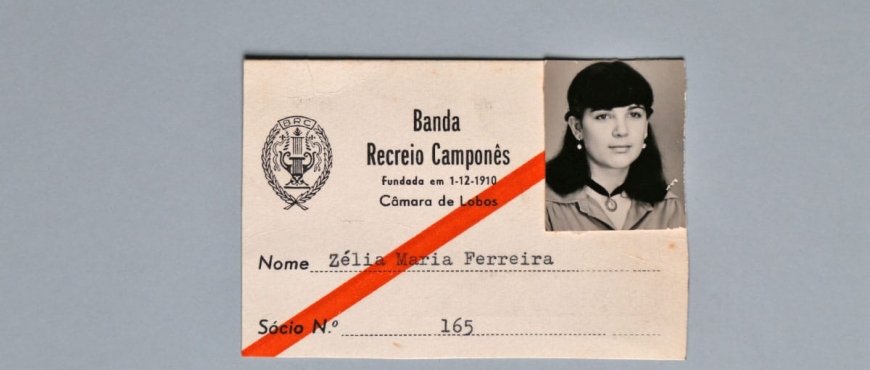 BRC
Banda
Recreio Camponês
Fundada em 1-12-1910
Câmara de Lobos
Nome Zélia Maria Ferreira
Sócio N.º 165